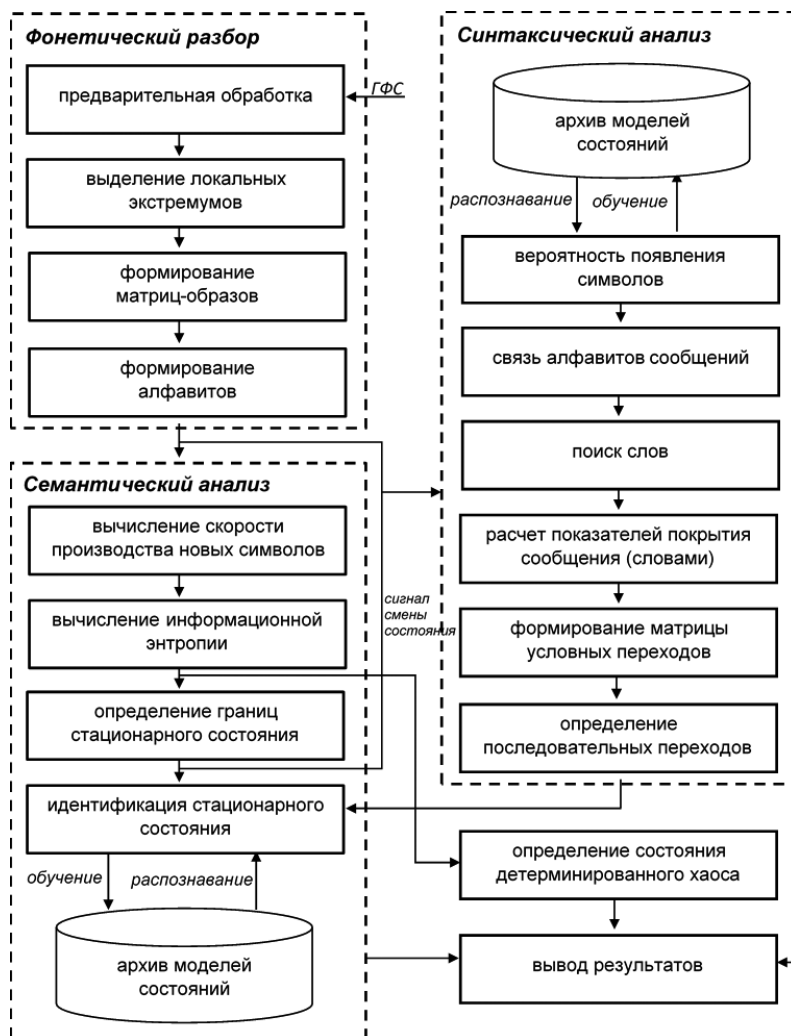 Фонетический разбор
предварительная обработка
ГФС
выделение локальных
экстремумов
формирование
матриц-образов
формирование
алфавитов
Семантический анализ
вычисление скорости
производства новых символов
вычисление информационной
энтропии
определение границ
стационарного состояния
идентификация стационарного
состояния
обучение
распознавание
архив моделей
состояний
сигнал
смены
состояния
Синтаксический анализ
архив моделей
состояний
распознавание
обучение
вероятность появления
символов
связь алфавитов сообщений
поиск слов
расчет показателей покрытия
сообщения (словами)
формирование матрицы
условных переходов
определение
последовательных переходов
определение состояния
детерминированного хаоса
вывод результатов